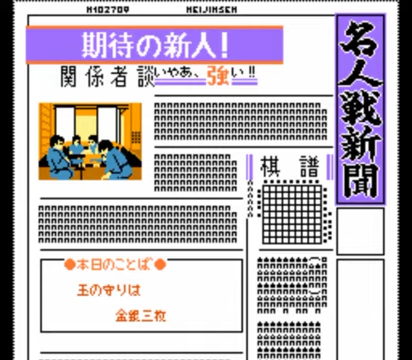 H102709 MEIJINSEN
名人戦新聞
期待の新人!
関係者談いやあ、強い!!
棋譜
●本日のことば●
玉の守りは
金銀三枚